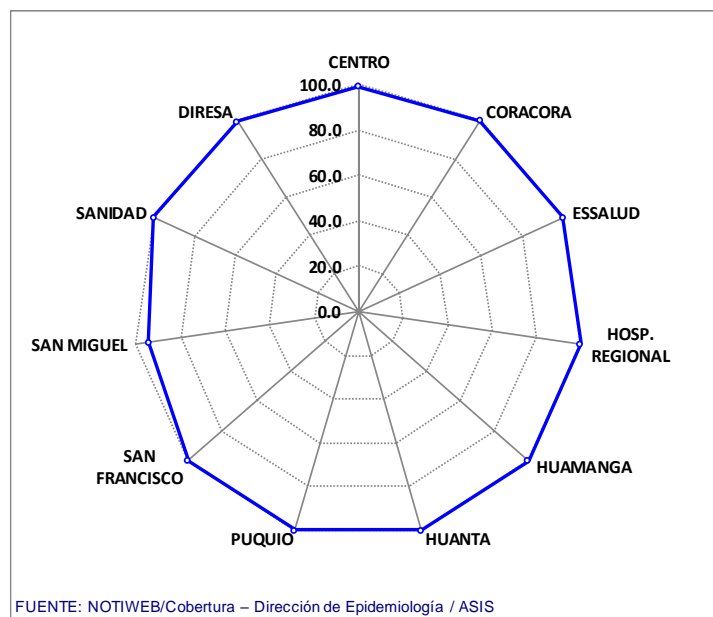 CENTRO
100.0
80.0
60.0
40.0
20.0
0.0
CORACORA
ESSALUD
HOSP.
REGIONAL
HUAMANGA
HUANTA
PUQUIO
SAN
FRANCISCO
SAN MIGUEL
SANIDAD
DIRESA
FUENTE: NOTIWEB/Cobertura – Dirección de Epidemiología / ASIS